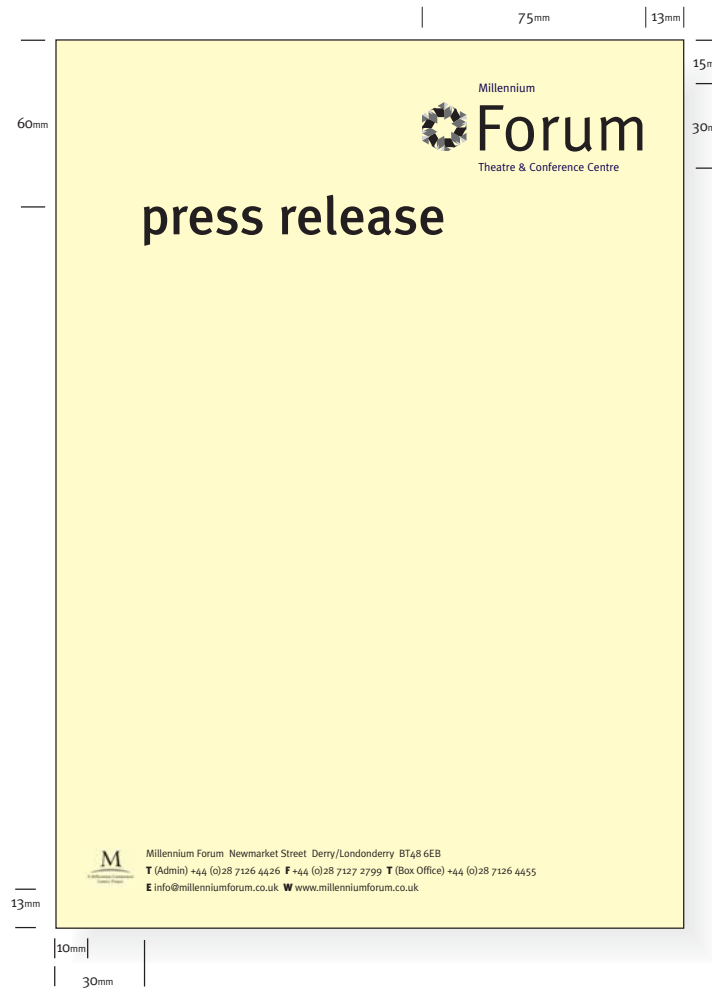 75mm 13mm
15m
60mm
30m
Millennium
Forum
Theatre & Conference Centre
press release
M
Millennium Forum Newmarket Street Derry/Londonderry BT48 6EB
T (Admin) +44 (0)28 7126 4426 F +44 (0)28 7127 2799 T (Box Office) +44 (0)28 7126 4455
E info@millenniumforum.co.uk W www.millenniumforum.co.uk
13mm
10mm
30mm